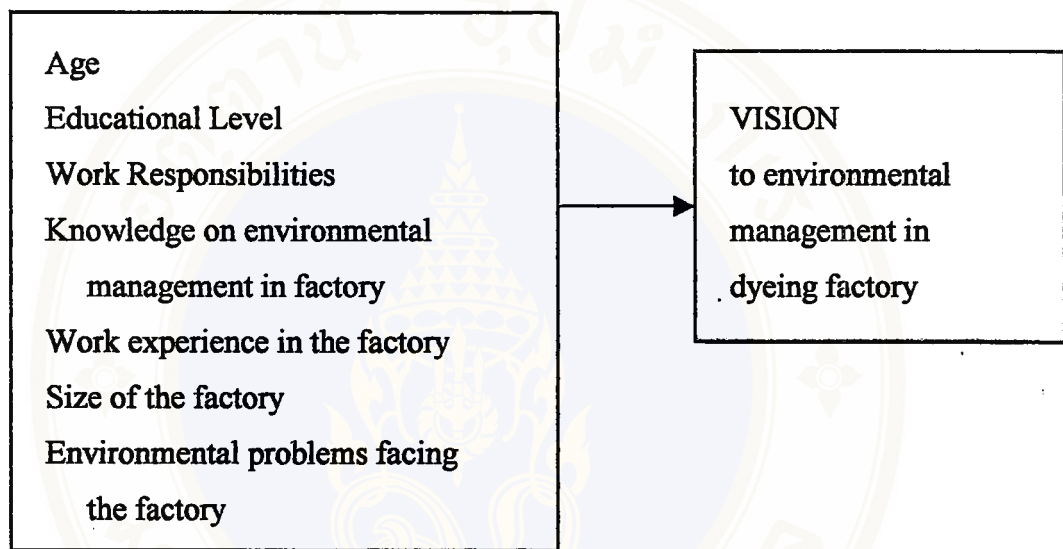 Age
Educational Level
Work Responsibilities
Knowledge on environmental
management in factory
Work experience in the factory
Size of the factory
Environmental problems facing
the factory
VISION
to environmental
management in
dyeing factory